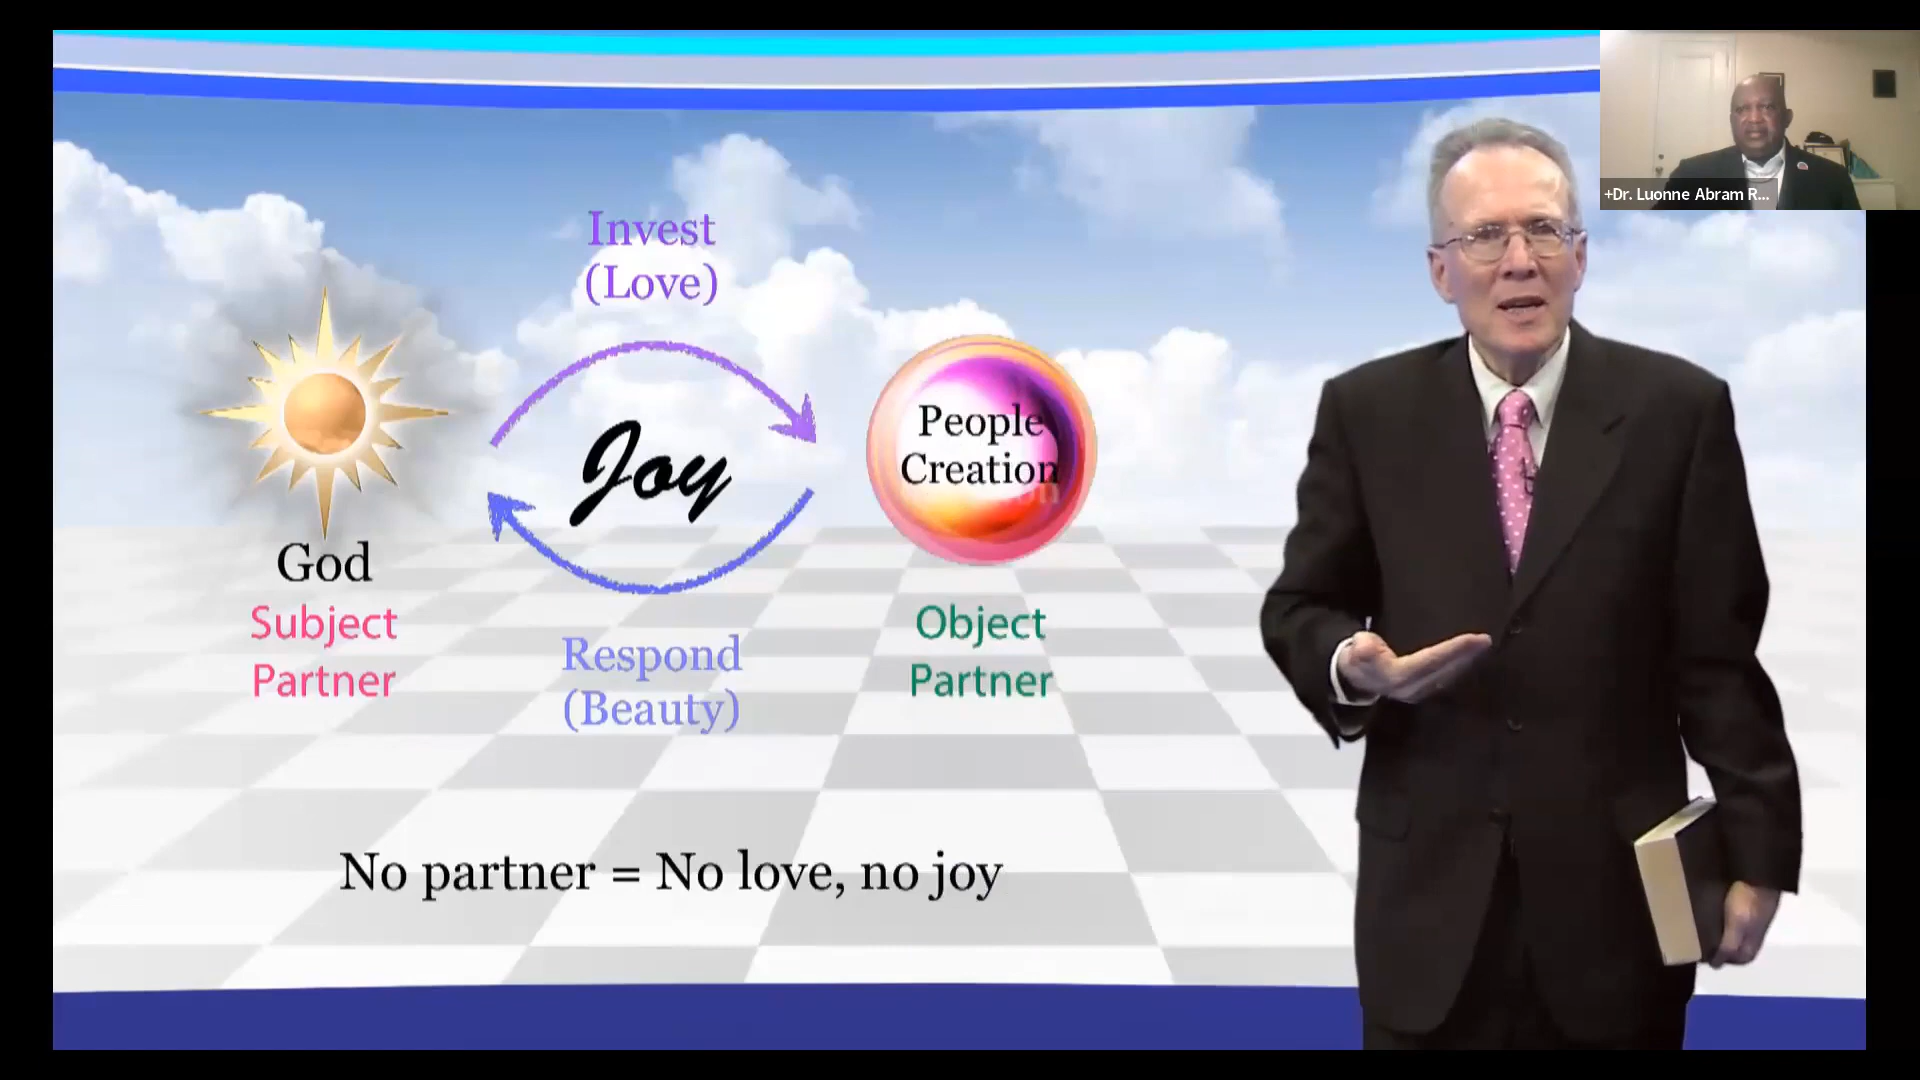 +Dr. Luonne Abram R...
Invest
(Love)
Joy
People
Creation
God
Subject
Partner
Respond
(Beauty)
Object
Partner
No partner = No love, no joy